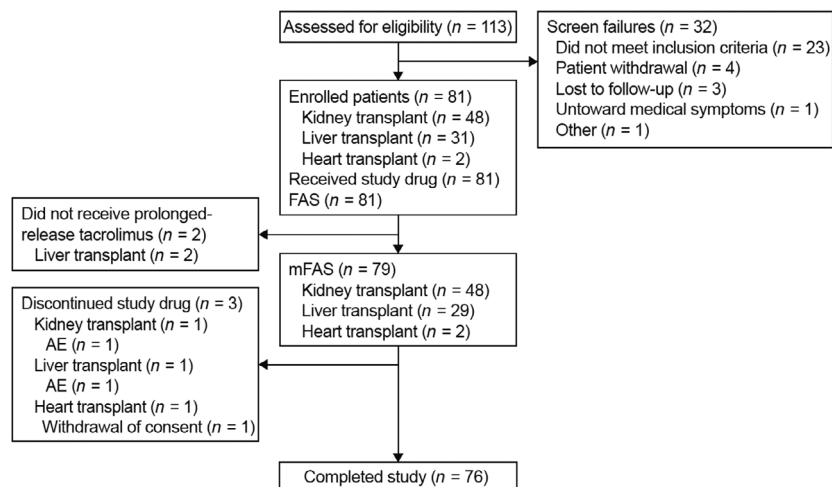 Assessed for eligibility (n = 113)
Screen failures (n = 32)
Did not meet inclusion criteria (n = 23)
Patient withdrawal (n = 4)
Lost to follow-up (n = 3)
Untoward medical symptoms (n = 1)
Other (n = 1)
Enrolled patients (n = 81)
Kidney transplant (n = 48)
Liver transplant (n = 31)
Heart transplant (n = 2)
Received study drug (n = 81)
FAS (n = 81)
Did not receive prolonged-
release tacrolimus (n = 2)
Liver transplant (n = 2)
mFAS (n = 79)
Kidney transplant (n = 48)
Liver transplant (n = 29)
Heart transplant (n = 2)
Discontinued study drug (n = 3)
Kidney transplant (n = 1)
AE (n = 1)
Liver transplant (n = 1)
AE (n = 1)
Heart transplant (n = 1)
Withdrawal of consent (n = 1)
Completed study (n = 76)